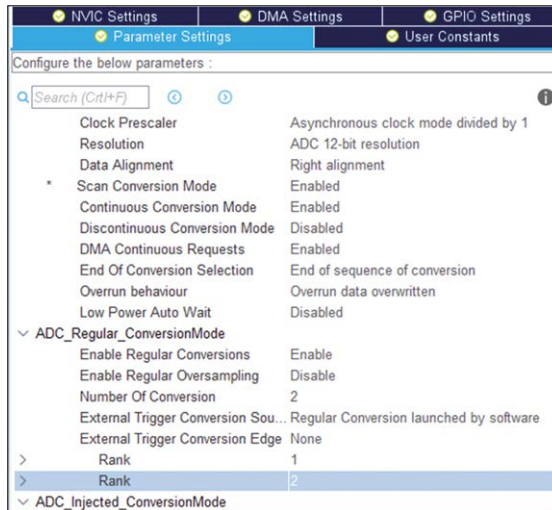 NVIC Settings DMA Settings GPIO Settings
Parameter Settings User Constants
Configure the below parameters :
Search (Crtl+F)
Clock Prescaler Asynchronous clock mode divided by 1
Resolution ADC 12-bit resolution
Data Alignment Right alignment
* Scan Conversion Mode Enabled
Continuous Conversion Mode Enabled
Discontinuous Conversion Mode Disabled
DMA Continuous Requests Enabled
End Of Conversion Selection End of sequence of conversion
Overrun behaviour Overrun data overwritten
Low Power Auto Wait Disabled
ADC_Regular_ConversionMode
Enable Regular Conversions Enable
Enable Regular Oversampling Disable
Number Of Conversion 2
External Trigger Conversion Sou... Regular Conversion launched by software
External Trigger Conversion Edge None
Rank 1
Rank 2
ADC_Injected_ConversionMode